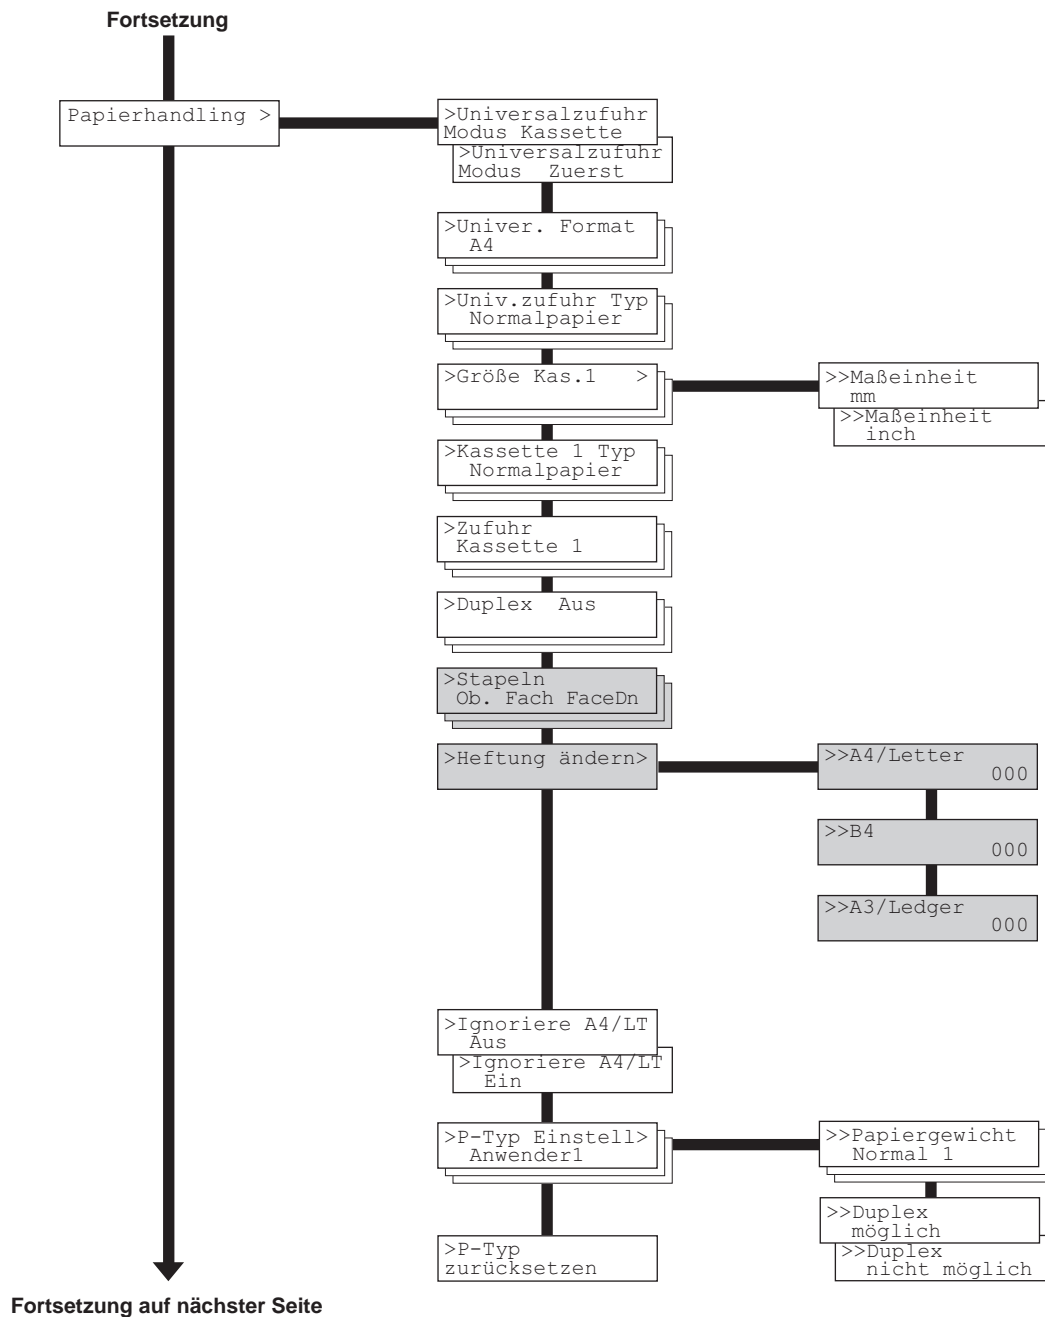 Fortsetzung
Papierhandling >
>Universalzufuhr
Modus Kassette
>Universalzufuhr
Modus  Zuerst
>Univer. Format
A4
>Univ.zufuhr Typ
Normalpapier
>Größe Kas.1   >
>>Maßeinheit
mm
>>Maßeinheit
inch
>Kassette 1 Typ
Normalpapier
>Zufuhr
Kassette 1
>Duplex  Aus
>Stapeln
Ob. Fach FaceDn
>Heftung ändern>
>>A4/Letter
000
>>B4
000
>>A3/Ledger
000
>Ignoriere A4/LT
Aus
>Ignoriere A4/LT
Ein
>P-Typ Einstell>
Anwender1
>>Papiergewicht
Normal 1
>>Duplex
möglich
>>Duplex
nicht möglich
>P-Typ
zurücksetzen
Fortsetzung auf nächster Seite